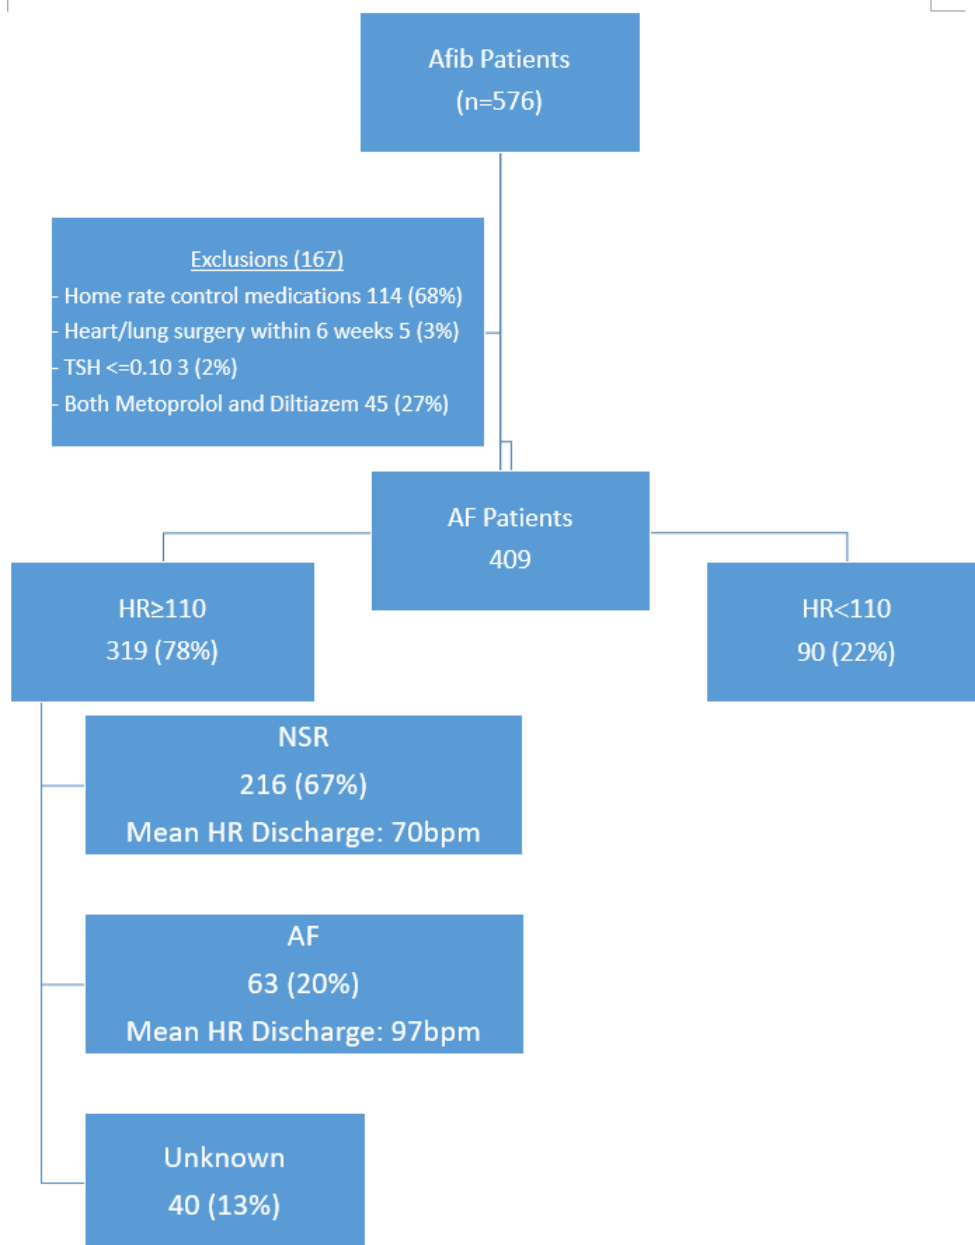 Afib Patients
(n=576)
Exclusions (167)
- Home rate control medications 114 (68%)
- Heart/lung surgery within 6 weeks 5 (3%)
- TSH <=0.10 3 (2%)
- Both Metoprolol and Diltiazem 45 (27%)
AF Patients
409
HR≥110
319 (78%)
HR<110
90 (22%)
NSR
216 (67%)
Mean HR Discharge: 70bpm
AF
63 (20%)
Mean HR Discharge: 97bpm
Unknown
40 (13%)